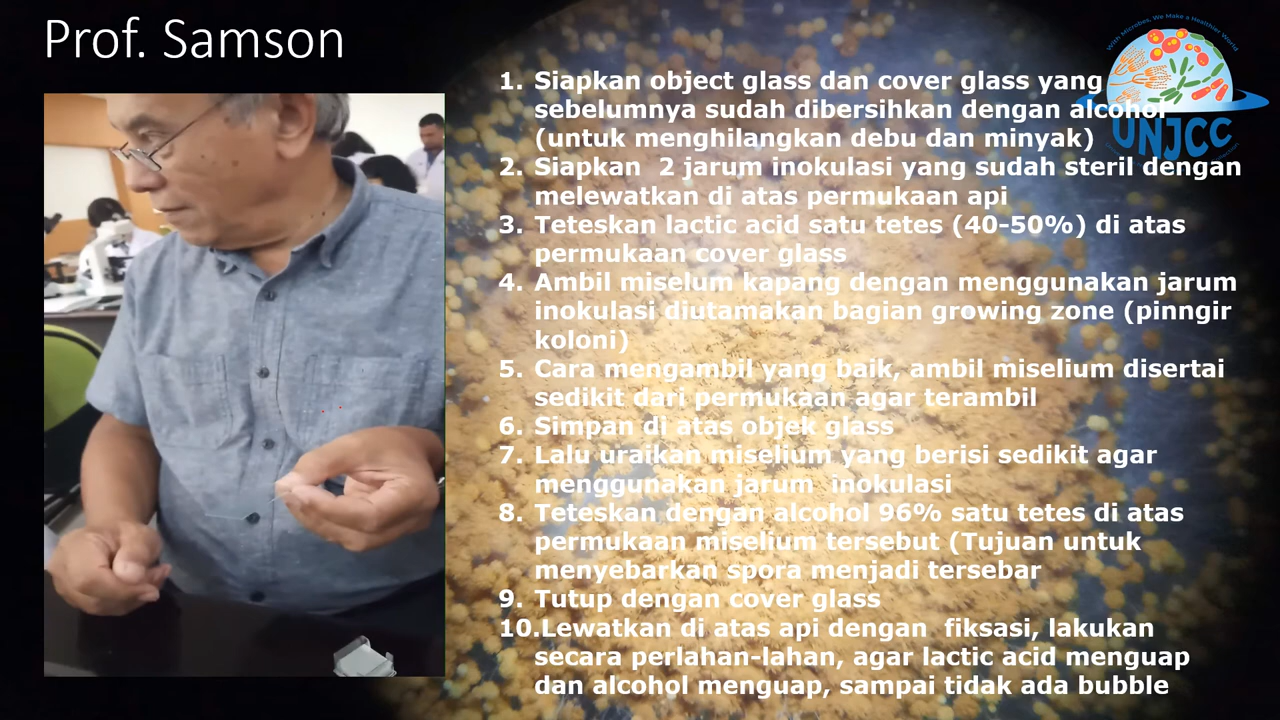 Prof. Samson
With Microbes, We Make a Healthier World
UNJCC
1. Siapkan object glass dan cover glass yang
sebelumnya sudah dibersihkan dengan alcohol
(untuk menghilangkan debu dan minyak)
2. Siapkan  2 jarum inokulasi yang sudah steril dengan
melewatkan di atas permukaan api
3. Teteskan lactic acid satu tetes (40-50%) di atas
permukaan cover glass
4. Ambil miselum kapang dengan menggunakan jarum
inokulasi diutamakan bagian growing zone (pinngir
koloni)
5. Cara mengambil yang baik, ambil miselium disertai
sedikit dari permukaan agar terambil
6. Simpan di atas objek glass
7. Lalu uraikan miselium yang berisi sedikit agar
menggunakan jarum  inokulasi
8. Teteskan dengan alcohol 96% satu tetes di atas
permukaan miselium tersebut (Tujuan untuk
menyebarkan spora menjadi tersebar
9. Tutup dengan cover glass
10.Lewatkan di atas api dengan  fiksasi, lakukan
secara perlahan-lahan, agar lactic acid menguap
dan alcohol menguap, sampai tidak ada bubble